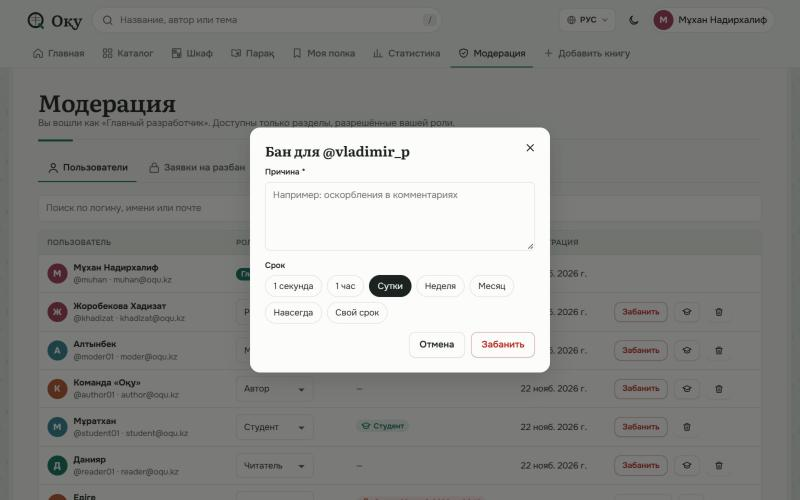 Оқу
Название, автор или тема
/
РУС
М
Мұхан Надирхалиф
Главная
Каталог
Шкаф
Парақ
Моя полка
Статистика
Модерация
Добавить книгу
Модерация
Вы вошли как «Главный разработчик». Доступны только разделы, разрешённые вашей роли.
Пользователи
Заявки на разбан
Поиск по логину, имени или почте
ПОЛЬЗОВАТЕЛЬ
Бан для @vladimir_p
Причина *
Например: оскорбления в комментариях
Срок
1 секунда
1 час
Сутки
Неделя
Месяц
Навсегда
Свой срок
Отмена
Забанить
М
Мұхан Надирхалиф
@muhan · muhan@oqu.kz
Ж
Жоробекова Хадизат
@khadizat · khadizat@oqu.kz
Забанить
А
Алтынбек
@moder01 · moder@oqu.kz
Забанить
К
Команда «Оқу»
@author01 · author@oqu.kz
Автор
—
22 нояб. 2026 г.
Забанить
М
Мұратхан
@student01 · student@oqu.kz
Студент
Студент
22 нояб. 2026 г.
Забанить
Д
Данияр
@reader01 · reader@oqu.kz
Читатель
—
22 нояб. 2026 г.
Забанить